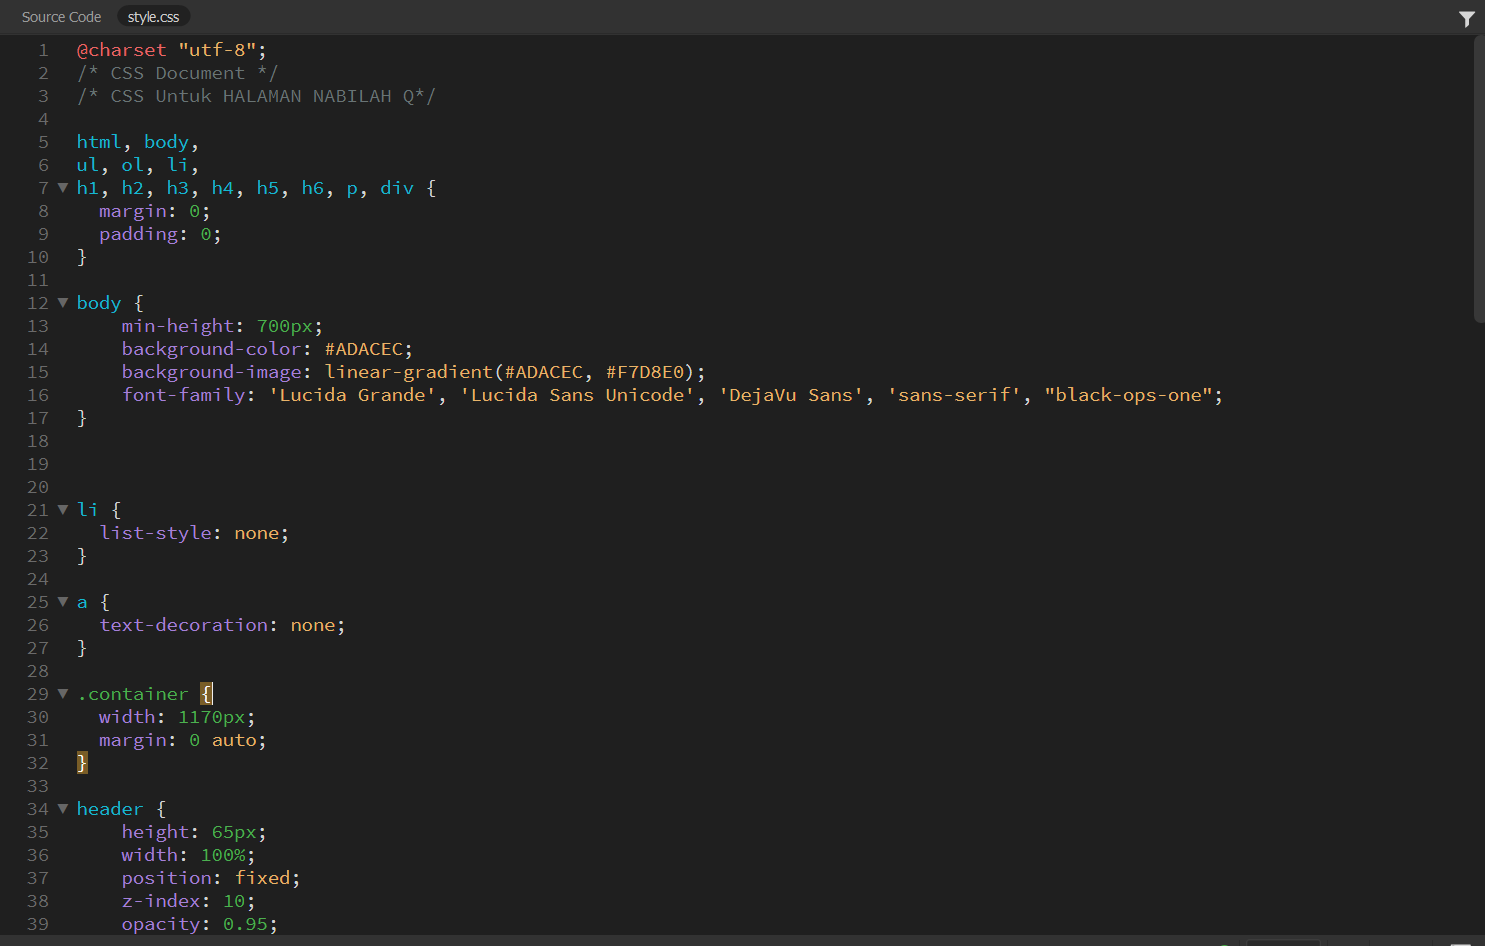 Source Code style.css
1 @charset "utf-8";
2 /* CSS Document */
3 /* CSS Untuk HALAMAN NABILAH Q*/
4
5 html, body,
6 ul, ol, li,
7 h1, h2, h3, h4, h5, h6, p, div {
8 margin: 0;
9 padding: 0;
10 }
11
12 body {
13 min-height: 700px;
14 background-color: #ADACEC;
15 background-image: linear-gradient(#ADACEC, #F7D8E0);
16 font-family: 'Lucida Grande', 'Lucida Sans Unicode', 'DejaVu Sans', 'sans-serif', "black-ops-one";
17 }
18
19
20
21 li {
22 list-style: none;
23 }
24
25 a {
26 text-decoration: none;
27 }
28
29 .container {
30 width: 1170px;
31 margin: 0 auto;
32 }
33
34 header {
35 height: 65px;
36 width: 100%;
37 position: fixed;
38 z-index: 10;
39 opacity: 0.95;